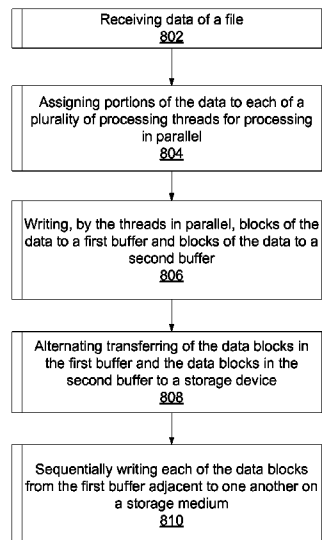 Receiving data of a file
802
Assigning portions of the data to each of a
plurality of processing threads for processing
in parallel
804
Writing, by the threads in parallel, blocks of the
data to a first buffer and blocks of the data to a
second buffer
806
Alternating transferring of the data blocks in
the first buffer and the data blocks in the
second buffer to a storage device
808
Sequentially writing each of the data blocks
from the first buffer adjacent to one another on
a storage medium
810